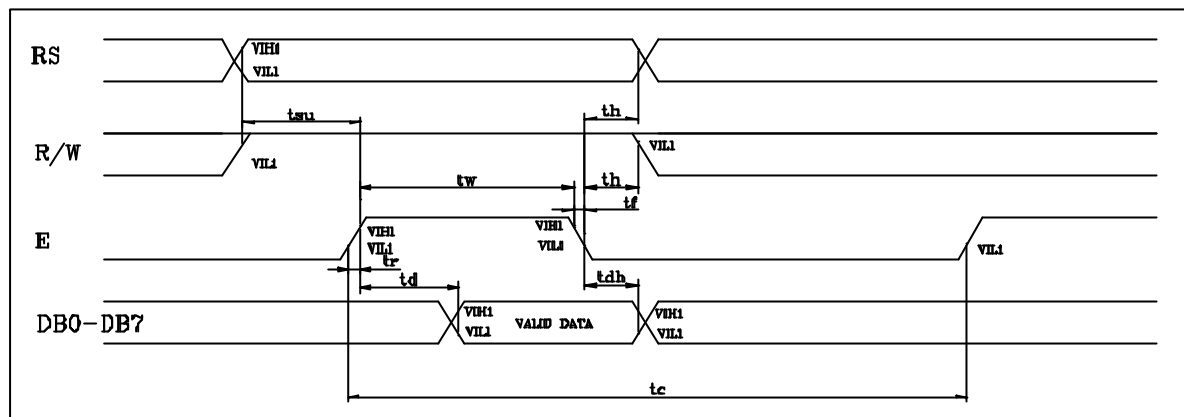 RS
VIH1
VIL1
tsu
th
R/W
VIL1
VIL1
tw
th
tf
E
VIH1
VIL1
VIH1
VIL1
VIL1
tr
td
tdh
DB0-DB7
VIH1
VIL1
VALID DATA
VIH1
VIL1
tc